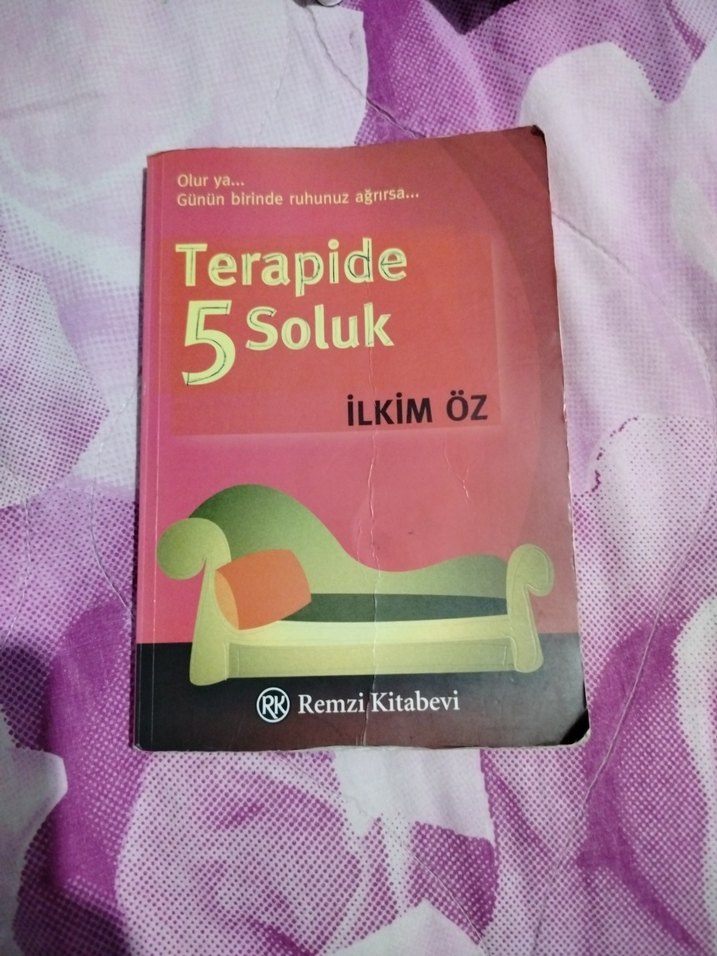 Olur ya...
Günün birinde ruhunuz ağrırsa...
Terapide
5 Soluk
İLKİM ÖZ
RK Remzi Kitabevi